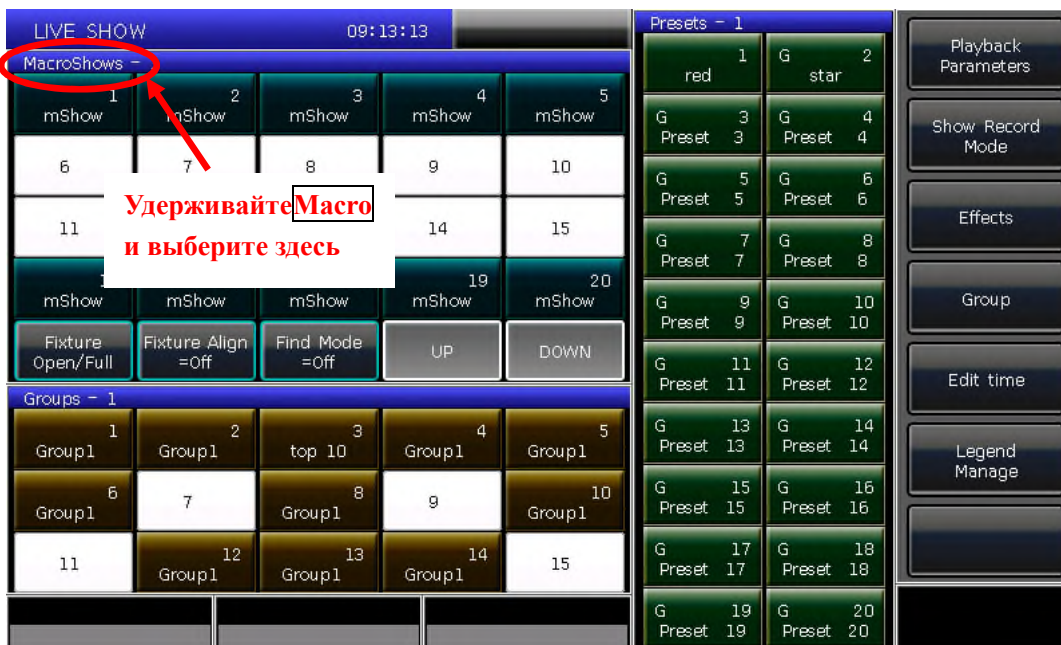 LIVE SHOW 09:13:13
MacroShows -
1 mShow 2 mShow 3 mShow 4 mShow 5 mShow
6 7 8 9 10
11 14 15
mShow mShow mShow 19 mShow 20 mShow
Fixture Open/Full Fixture Align =Off Find Mode =Off UP DOWN
УдерживайтеMacro
и выберите здесь
Groups - 1
1 Group1 2 Group1 3 top 10 4 Group1 5 Group1
6 Group1 7 8 Group1 9 10 Group1
11 12 Group1 13 Group1 14 Group1 15
Presets - 1
1 red G 2 star
G 3 Preset 3 G 4 Preset 4
G 5 Preset 5 G 6 Preset 6
G 7 Preset 7 G 8 Preset 8
G 9 Preset 9 G 10 Preset 10
G 11 Preset 11 G 12 Preset 12
G 13 Preset 13 G 14 Preset 14
G 15 Preset 15 G 16 Preset 16
G 17 Preset 17 G 18 Preset 18
G 19 Preset 19 G 20 Preset 20
Playback
Parameters
Show Record
Mode
Effects
Group
Edit time
Legend
Manage